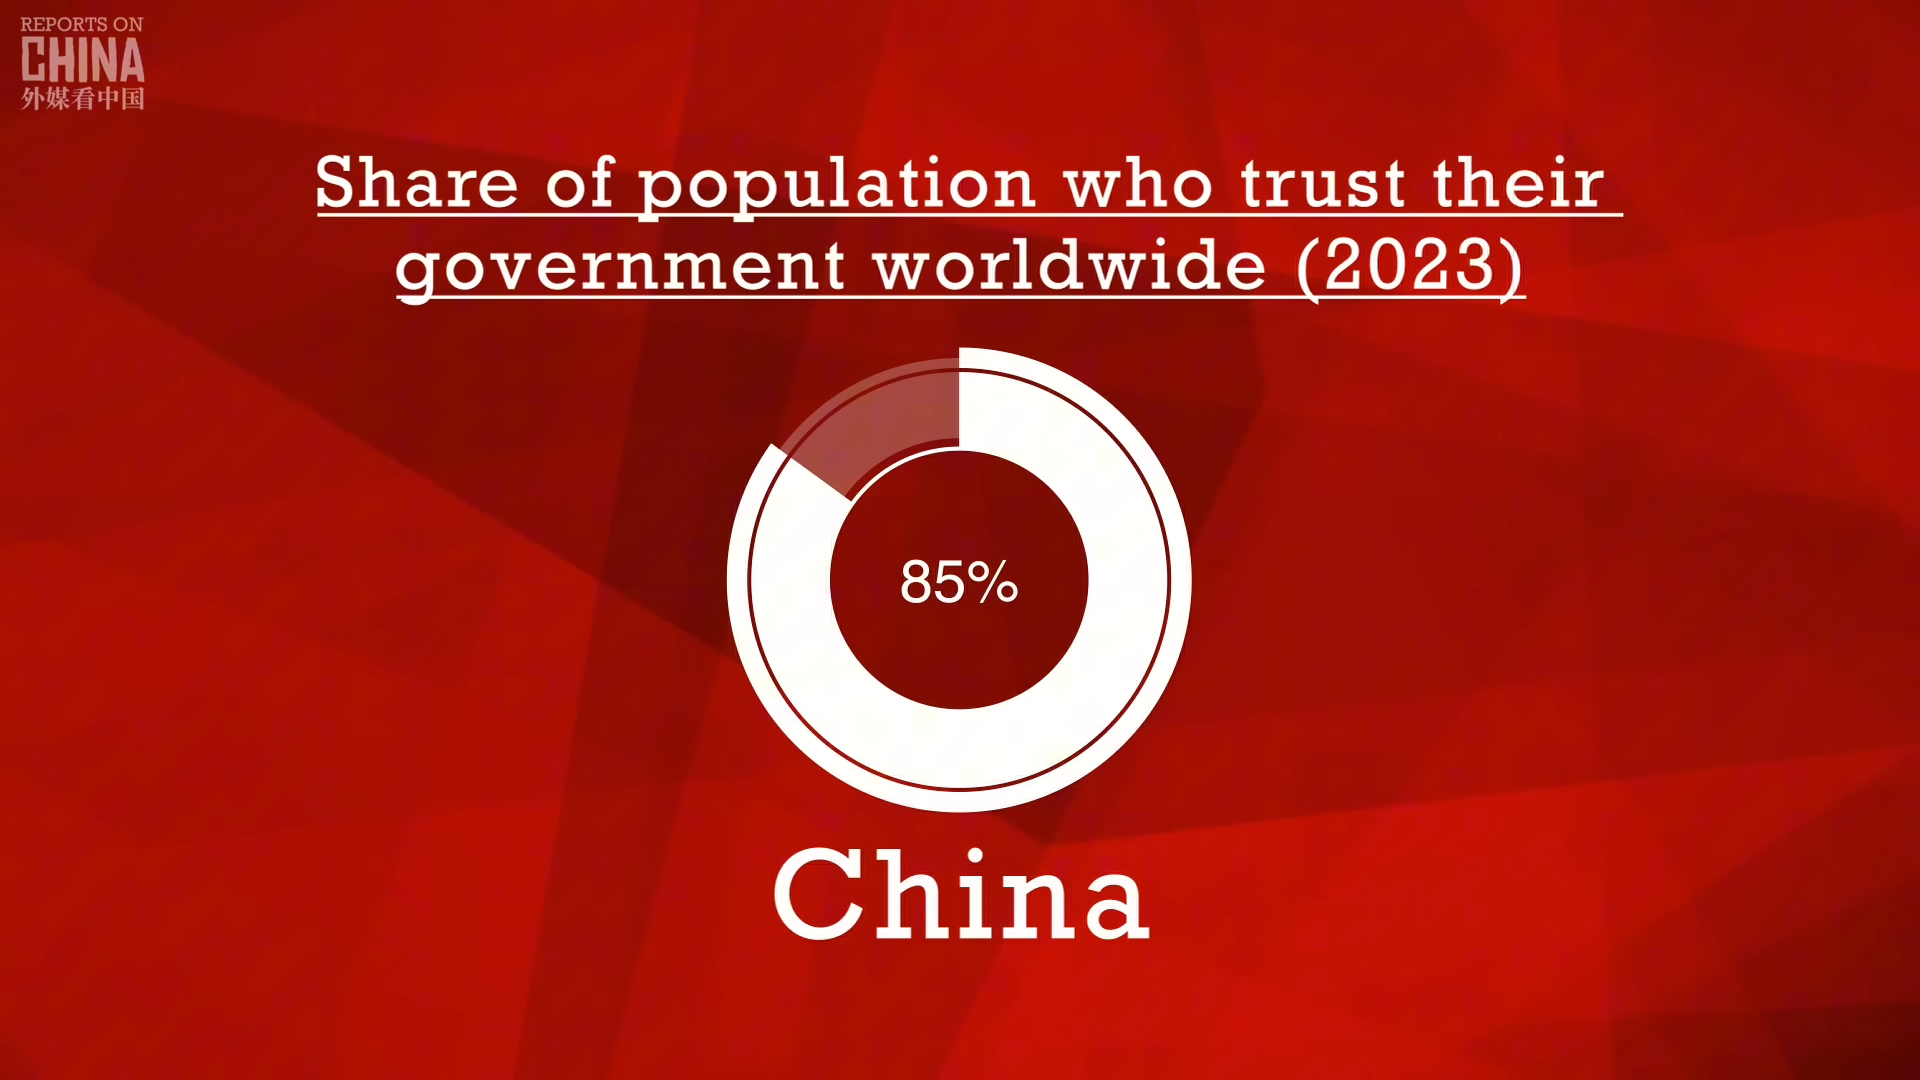 REPORTS ON
CHINA
外媒看中国
Share of population who trust their
government worldwide (2023)
85%
China